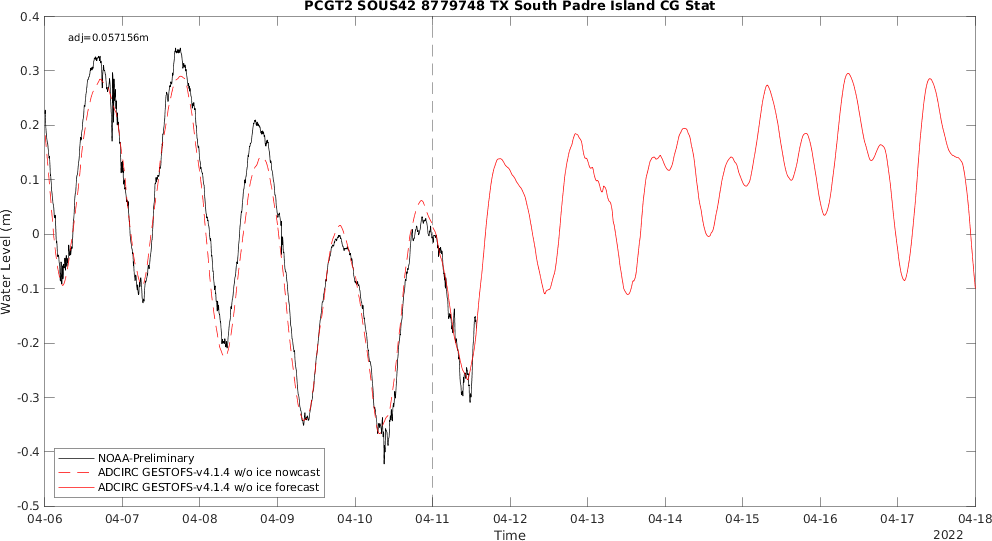 PCGT2 SOUS42 8779748 TX South Padre Island CG Stat
adj=0.057156m
0.4
0.3
0.2
0.1
0
-0.1
-0.2
-0.3
-0.4
-0.5
Water Level (m)
NOAA-Preliminary
ADCIRC GESTOFS-v4.1.4 w/o ice nowcast
ADCIRC GESTOFS-v4.1.4 w/o ice forecast
04-06 04-07 04-08 04-09 04-10 04-11 04-12 04-13 04-14 04-15 04-16 04-17 04-18
Time
2022